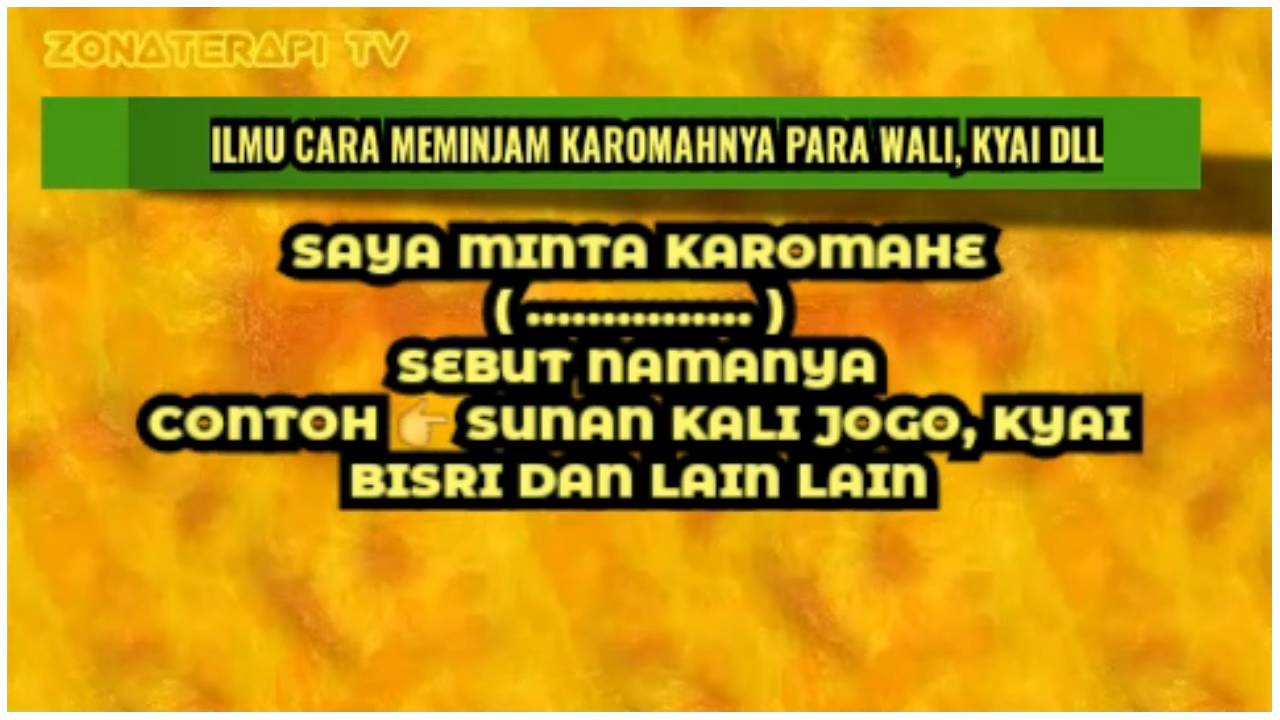 ZONATERAPI TV
ILMU CARA MEMINJAM KAROMAHNYA PARA WALI, KYAI DLL
SAYA MINTA KAROMAHE
( ............... )
SEBUT NAMANYA
CONTOH 👉 SUNAN KALI JOGO, KYAI
BISRI DAN LAIN LAIN